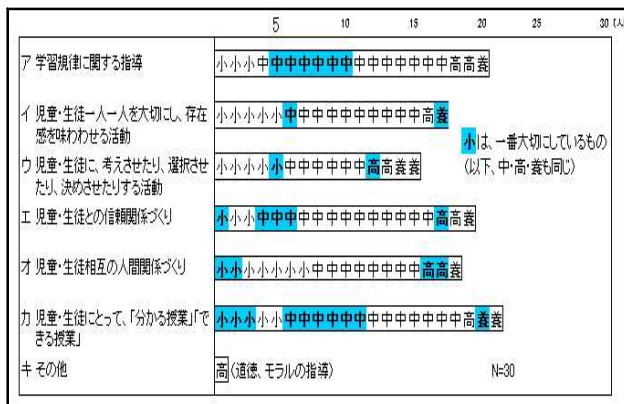 5 10 15 20 25 30 (人)
ア 学習規律に関する指導 小小小中中中中中中中中中中中中中中高高養
イ 児童・生徒一人一人を大切にし、存在 小小小小小中中中中中中中中中中高養
感を味わわせる活動
小は、一番大切にしているもの
(以下、中・高・養も同じ)
ウ 児童・生徒に、考えさせたり、選択させ 小小小小小中中中中中中高高養養
たり、決めさせたりする活動
エ 児童・生徒との信頼関係づくり 小小小中中中中中中中中中中中中中高高養
オ 児童・生徒相互の人間関係づくり 小小小小小小小中中中中中中中中高高養
カ 児童・生徒にとって、「分かる授業」「で 小小小小小中中中中中中中中中中中中中高養養
きる授業」
キ その他 高(道徳、モラルの指導) N=30